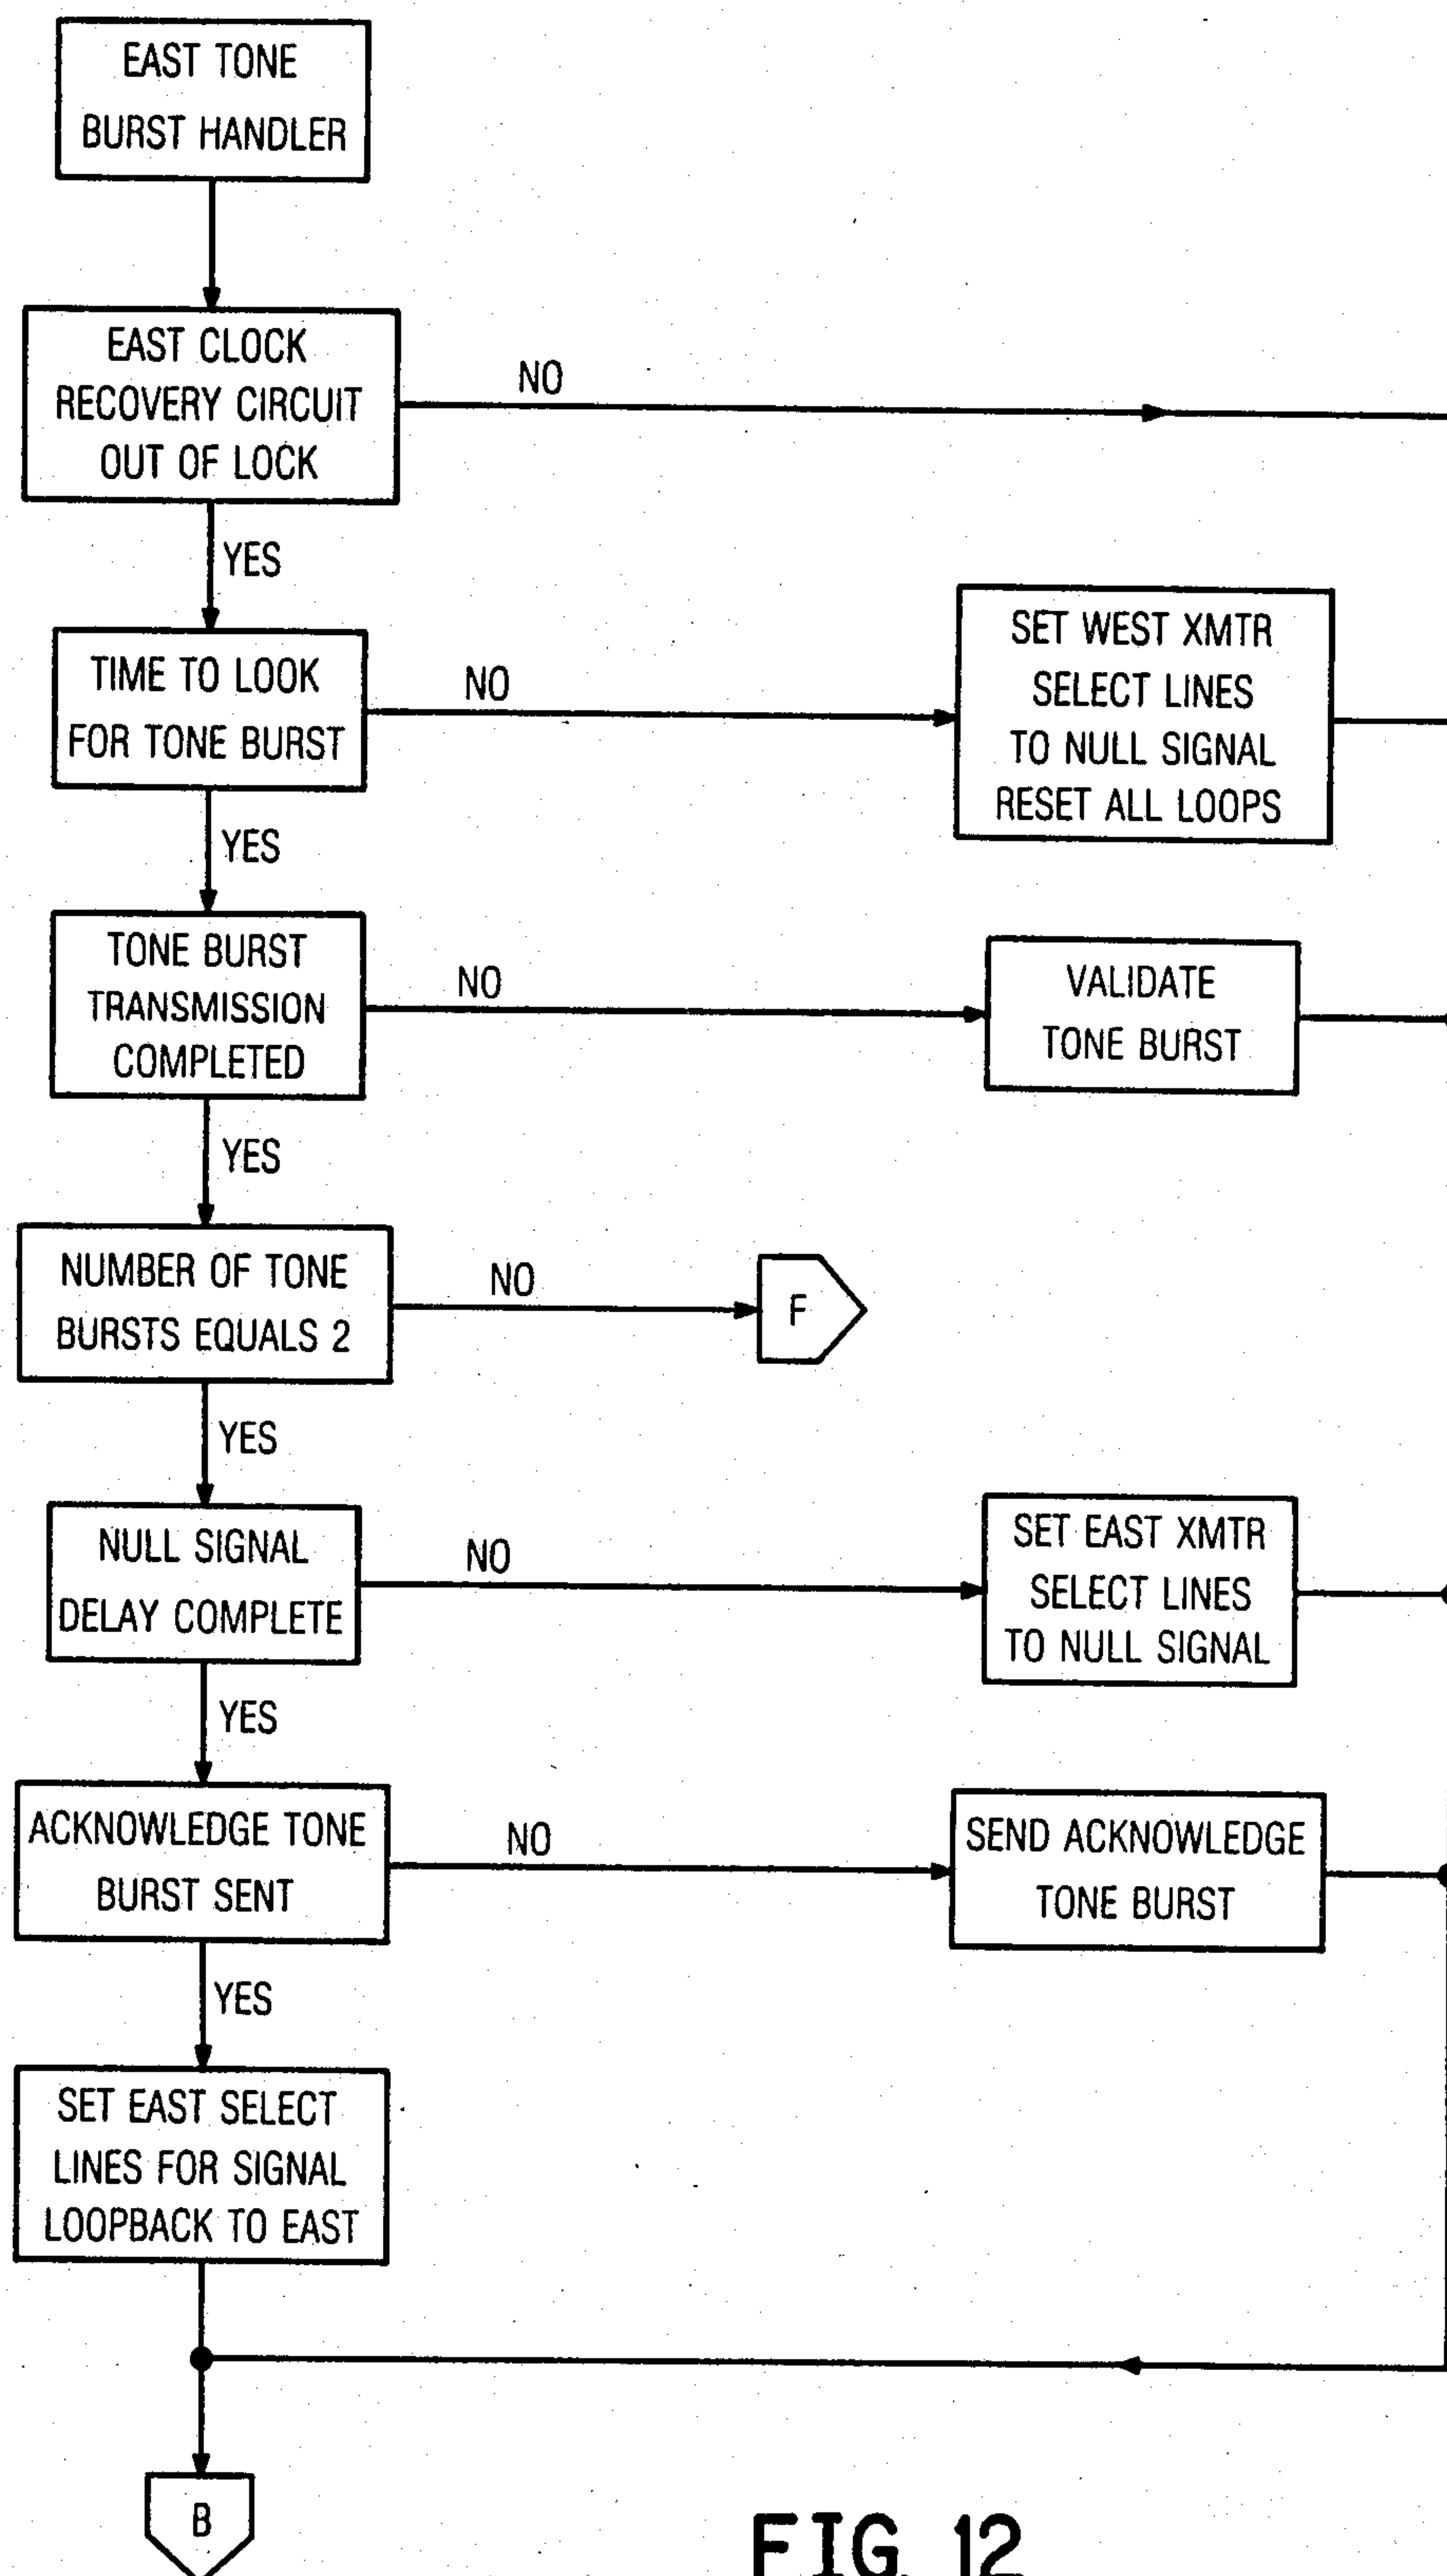 EAST TONE
BURST HANDLER
EAST CLOCK
RECOVERY CIRCUIT
OUT OF LOCK
NO
YES
TIME TO LOOK
FOR TONE BURST
NO
SET WEST XMTR
SELECT LINES
TO NULL SIGNAL
RESET ALL LOOPS
YES
TONE BURST
TRANSMISSION
COMPLETED
NO
VALIDATE
TONE BURST
YES
NUMBER OF TONE
BURSTS EQUALS 2
NO
F
YES
NULL SIGNAL
DELAY COMPLETE
NO
SET EAST XMTR
SELECT LINES
TO NULL SIGNAL
YES
ACKNOWLEDGE TONE
BURST SENT
NO
SEND ACKNOWLEDGE
TONE BURST
YES
SET EAST SELECT
LINES FOR SIGNAL
LOOPBACK TO EAST
B
FIG 12